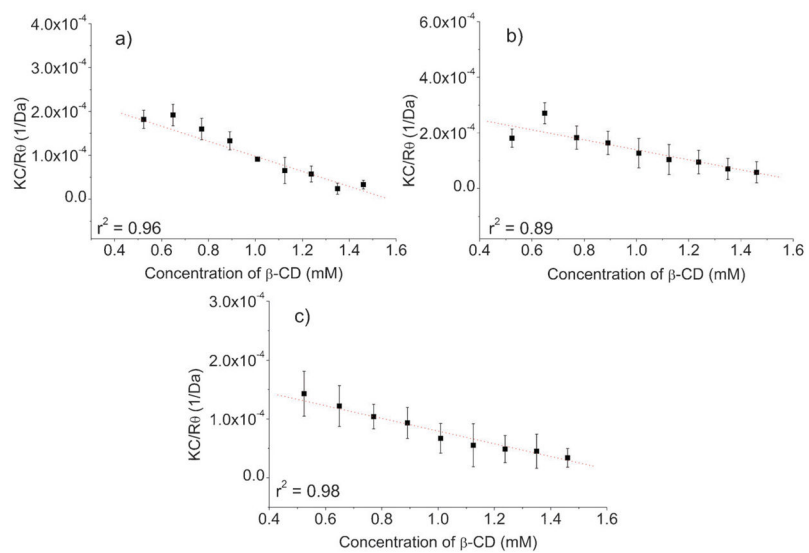 a)
4.0x10⁻⁴
3.0x10⁻⁴
2.0x10⁻⁴
1.0x10⁻⁴
0.0
KC/Rθ (1/Da)
r² = 0.96
0.4 0.6 0.8 1.0 1.2 1.4 1.6
Concentration of β-CD (mM)
b)
6.0x10⁻⁴
4.0x10⁻⁴
2.0x10⁻⁴
0.0
KC/Rθ (1/Da)
r² = 0.89
0.4 0.6 0.8 1.0 1.2 1.4 1.6
Concentration of β-CD (mM)
c)
3.0x10⁻⁴
2.0x10⁻⁴
1.0x10⁻⁴
0.0
KC/Rθ (1/Da)
r² = 0.98
0.4 0.6 0.8 1.0 1.2 1.4 1.6
Concentration of β-CD (mM)